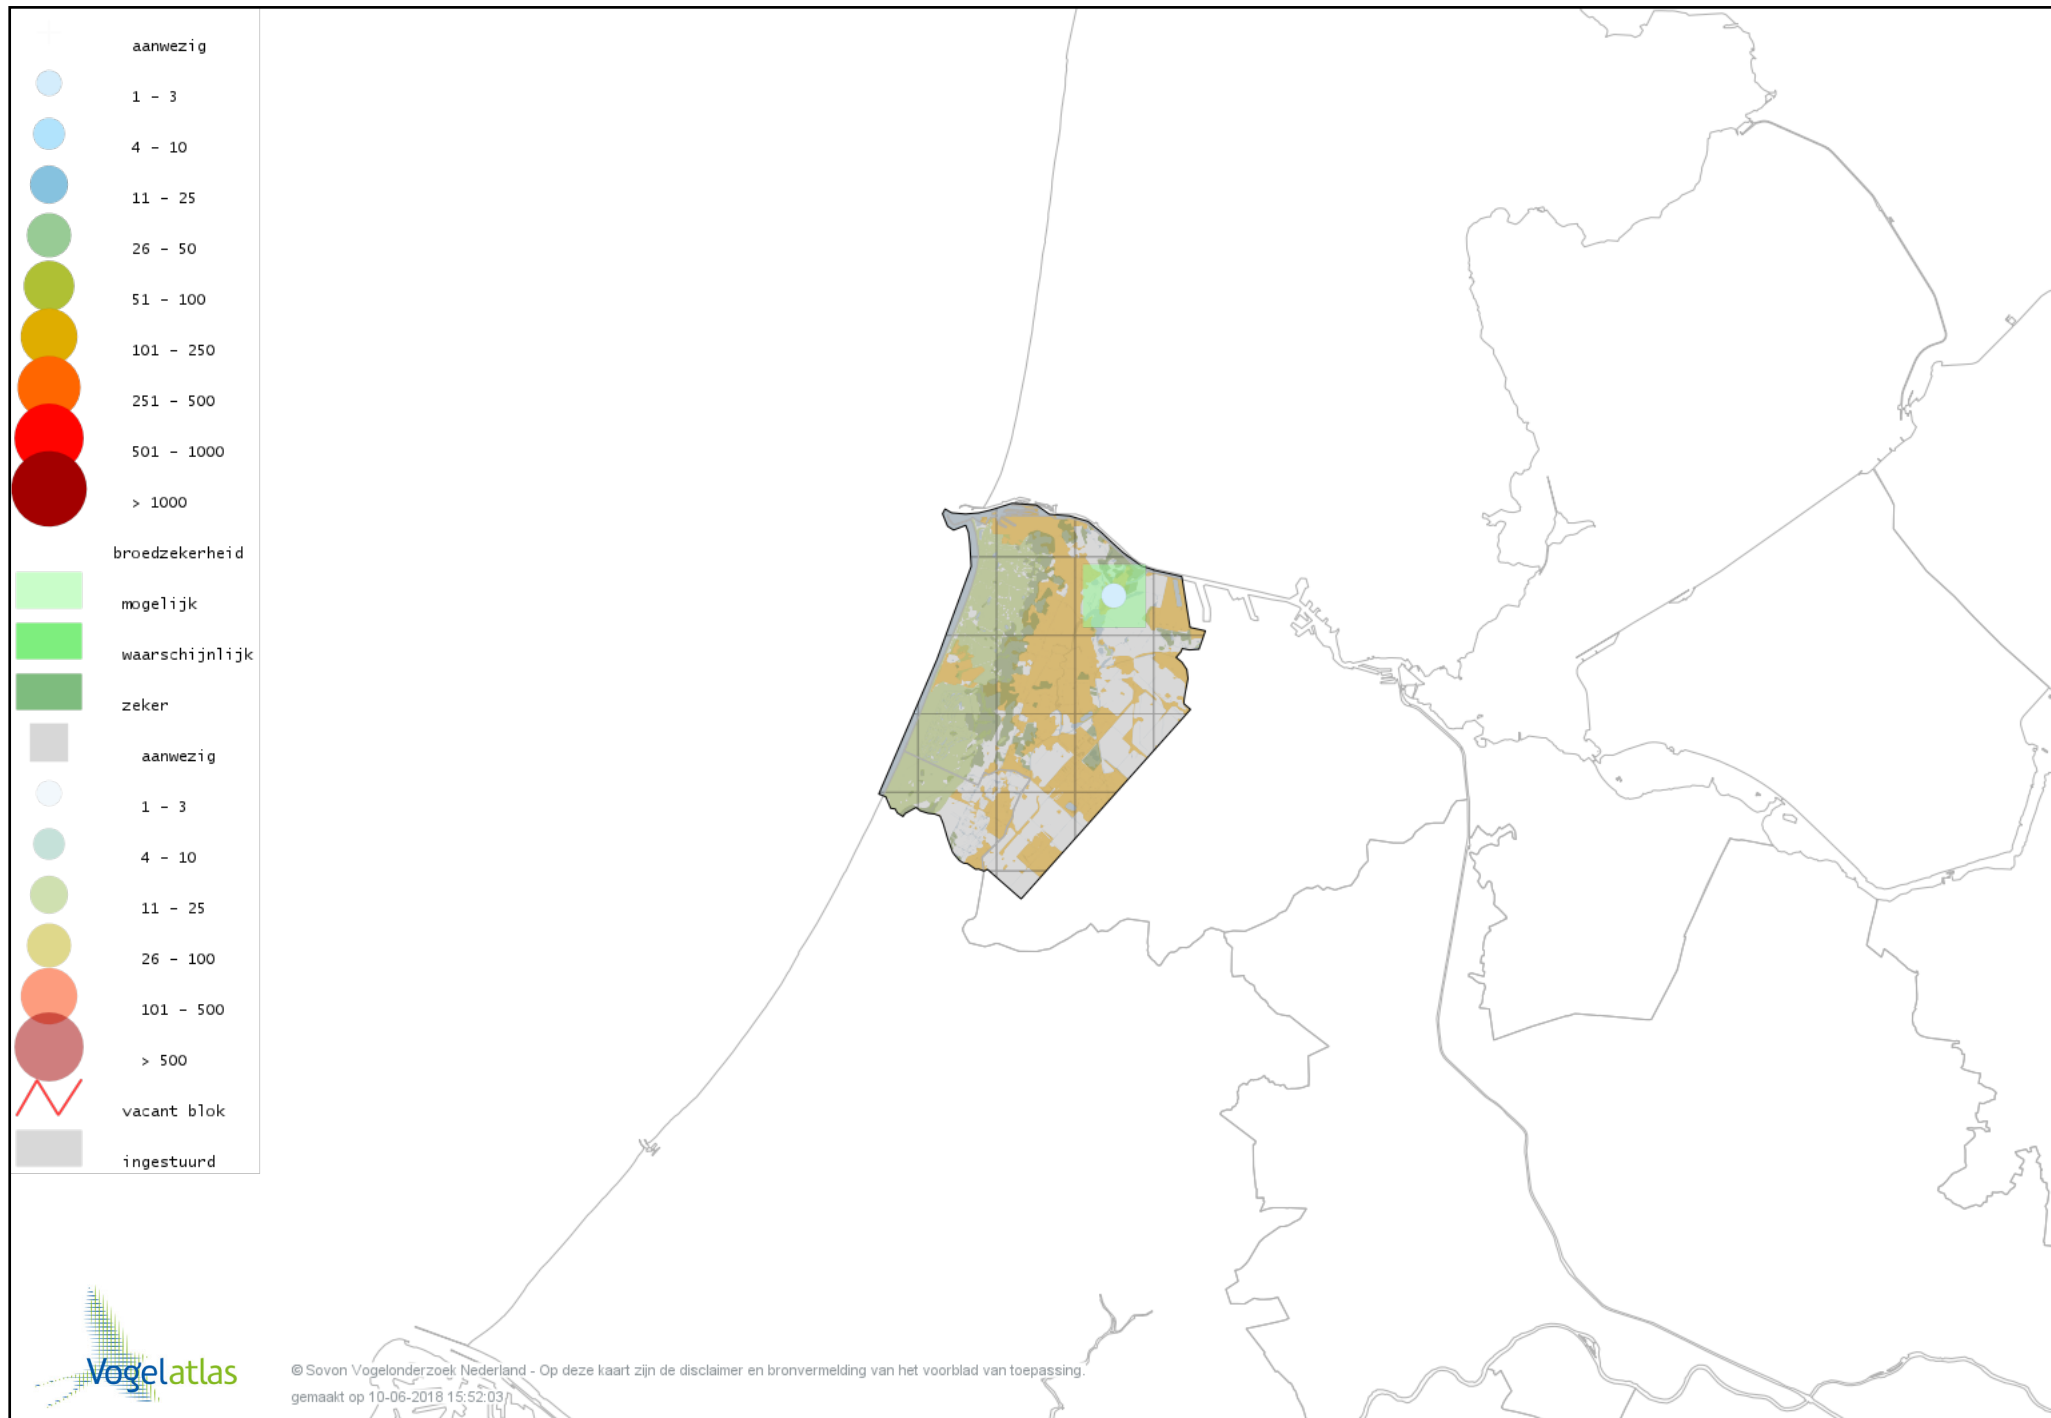 aanwezig
1 - 3
4 - 10
11 - 25
26 - 50
51 - 100
101 - 250
251 - 500
501 - 1000
> 1000
broedzekerheid
mogelijk
waarschijnlijk
zeker
aanwezig
1 - 3
4 - 10
11 - 25
26 - 100
101 - 500
> 500
vacant blok
ingestuurd
Vogelatlas
© Sovon Vogelonderzoek Nederland - Op deze kaart zijn de disclaimer en bronvermelding van het voorblad van toepassing.
gemaakt op 10-06-2018 15:52:03